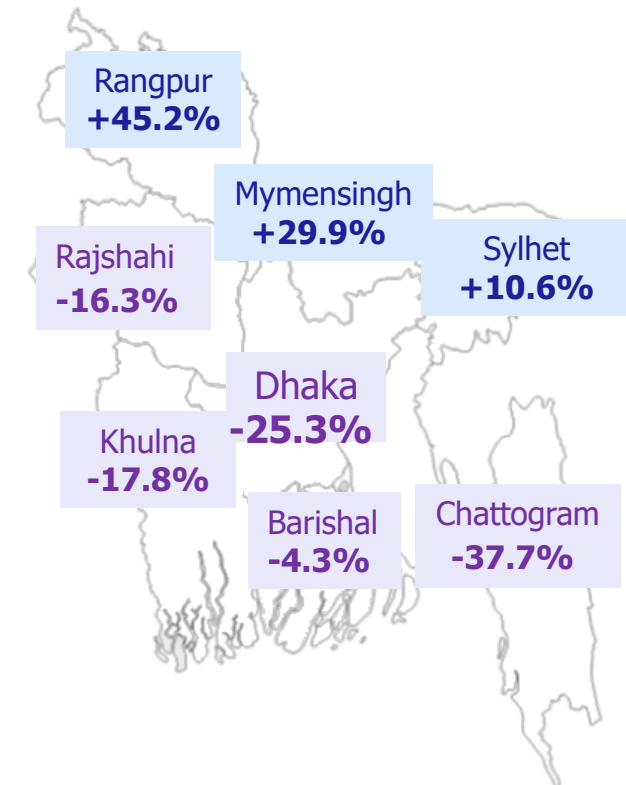 Rangpur
+45.2%
Mymensingh
+29.9%
Sylhet
+10.6%
Rajshahi
-16.3%
Dhaka
-25.3%
Khulna
-17.8%
Barishal
-4.3%
Chattogram
-37.7%